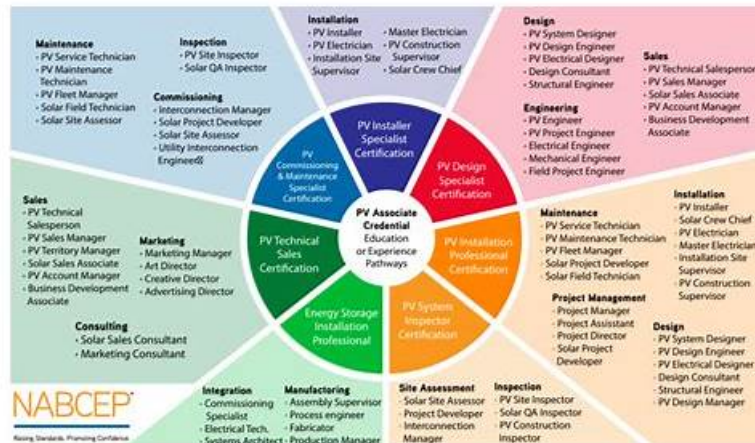 Maintenance
• PV Service Technician
• PV Maintenance
Technician
• PV Fleet Manager
• Solar Field Technician
• Solar Site Assessor
Inspection
• PV Site Inspector
• Solar QA Inspector
Commissioning
• Interconnection Manager
• Solar Project Developer
• Solar Site Assessor
• Utility Interconnection
Engineer
Installation
• PV Installer
• PV Electrician
• Installation Site
Supervisor
• Master Electrician
• PV Construction
Supervisor
• Solar Crew Chief
Design
• PV System Designer
• PV Design Engineer
• PV Electrical Designer
• Design Consultant
• Structural Engineer
Engineering
• PV Engineer
• PV Project Engineer
• Electrical Engineer
• Mechanical Engineer
• Field Project Engineer
Sales
• PV Technical Salesperson
• PV Sales Manager
• Solar Sales Associate
• PV Account Manager
• Business Development
Associate
PV Installer
Specialist
Certification
PV
Commissioning
& Maintenance
Specialist
Certification
PV Design
Specialist
Certification
PV Associate
Credential
Education
or Experience
Pathways
PV Technical
Sales
Certification
PV Installation
Professional
Certification
Energy Storage
Installation
Professional
PV System
Inspector
Certification
Sales
• PV Technical
Salesperson
• PV Sales Manager
• PV Territory Manager
• Solar Sales Associate
• PV Account Manager
• Business Development
Associate
Marketing
• Marketing Manager
• Art Director
• Creative Director
• Advertising Director
Consulting
• Solar Sales Consultant
• Marketing Consultant
Maintenance
• PV Service Technician
• PV Maintenance Technician
• PV Fleet Manager
• Solar Project Developer
• Solar Field Technician
Installation
• PV Installer
• Solar Crew Chief
• PV Electrician
• Master Electrician
• Installation Site
Supervisor
• PV Construction
Supervisor
Project Management
• Project Manager
• Project Assistant
• Project Director
• Solar Project
Developer
Design
• PV System Designer
• PV Design Engineer
• PV Electrical Designer
• Design Consultant
• Structural Engineer
• PV Design Manager
Integration
• Commissioning
Specialist
• Electrical Tech.
• Systems Architect
Manufactoring
• Assembly Supervisor
• Process engineer
• Fabricator
• Production Manager
Site Assessment
• Solar Site Assessor
• Project Developer
• Interconnection
Manager
Inspection
• PV Site Inspector
• Solar QA Inspector
• PV Construction
Inspector
NABCEP
Raising Standards. Promoting Confidence